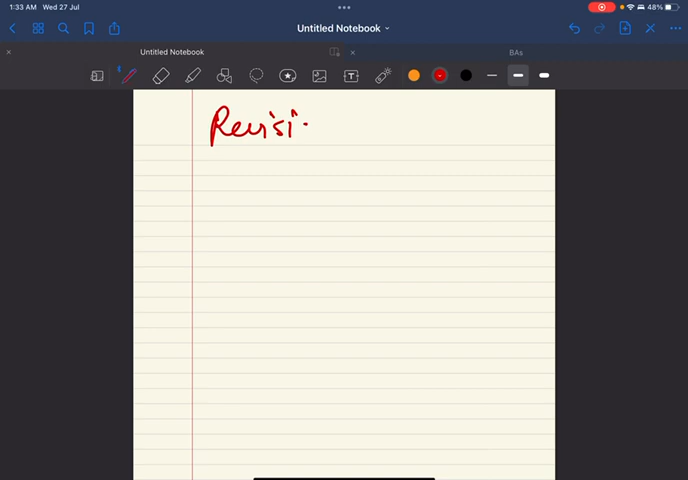 1:33 AM Wed 27 Jul 48%
Untitled Notebook
Untitled Notebook BAs
T
Revisi